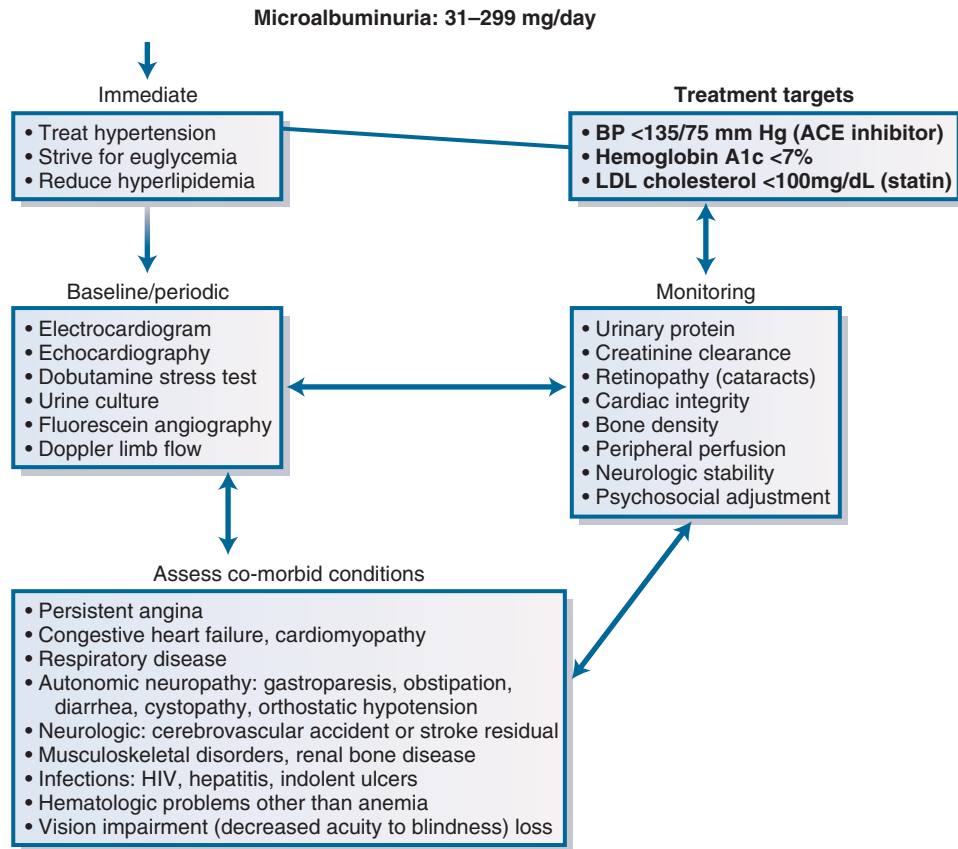 Microalbuminuria: 31–299 mg/day
Immediate
• Treat hypertension
• Strive for euglycemia
• Reduce hyperlipidemia
Treatment targets
• BP <135/75 mm Hg (ACE inhibitor)
• Hemoglobin A1c <7%
• LDL cholesterol <100mg/dL (statin)
Baseline/periodic
• Electrocardiogram
• Echocardiography
• Dobutamine stress test
• Urine culture
• Fluorescein angiography
• Doppler limb flow
Monitoring
• Urinary protein
• Creatinine clearance
• Retinopathy (cataracts)
• Cardiac integrity
• Bone density
• Peripheral perfusion
• Neurologic stability
• Psychosocial adjustment
Assess co-morbid conditions
• Persistent angina
• Congestive heart failure, cardiomyopathy
• Respiratory disease
• Autonomic neuropathy: gastroparesis, obstipation,
diarrhea, cystopathy, orthostatic hypotension
• Neurologic: cerebrovascular accident or stroke residual
• Musculoskeletal disorders, renal bone disease
• Infections: HIV, hepatitis, indolent ulcers
• Hematologic problems other than anemia
• Vision impairment (decreased acuity to blindness) loss